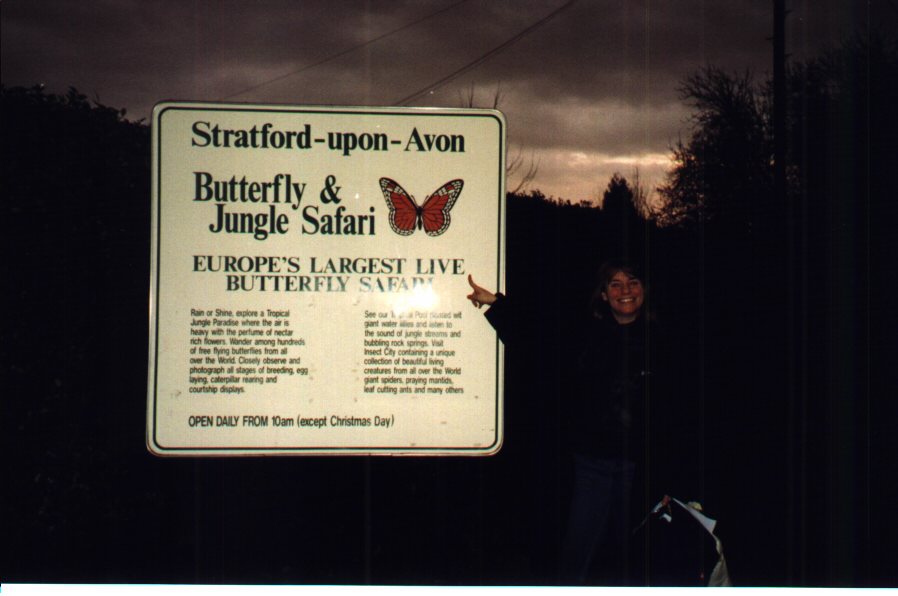 Stratford-upon-Avon
Butterfly &
Jungle Safari
EUROPE'S LARGEST LIVE
BUTTERFLY SAFARI
Rain or Shine, explore a Tropical
Jungle Paradise where the air is
heavy with the perfume of nectar
rich flowers. Wander among hundreds
of free flying butterflies from all
over the World. Closely observe and
photograph all stages of breeding, egg
laying, caterpillar rearing and
courtship displays.
See our Tropical Pool planted wit
giant water lilies and listen to
the sound of jungle streams and
bubbling rock springs. Visit
Insect City containing a unique
collection of beautiful living
creatures from all over the World
giant spiders, praying mantids,
leaf cutting ants and many others
OPEN DAILY FROM 10am (except Christmas Day)